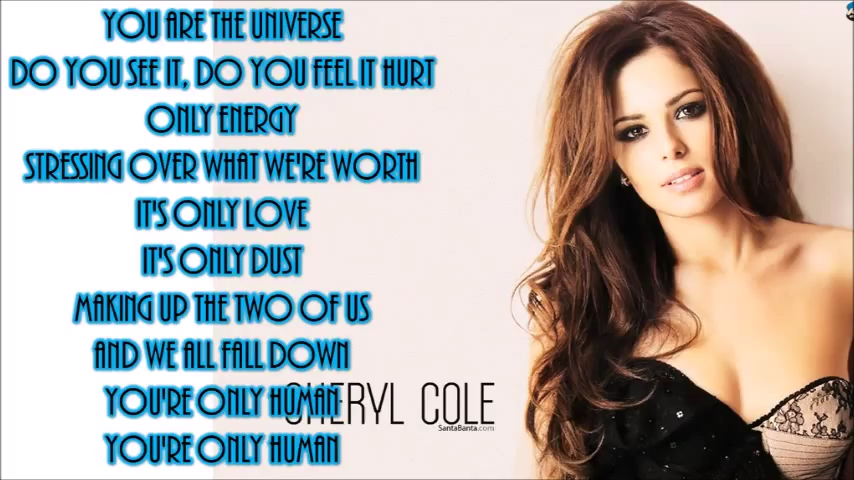 YOU ARE THE UNIVERSE
DO YOU SEE IT, DO YOU FEEL IT HURT
ONLY ENERGY
STRESSING OVER WHAT WE'RE WORTH
IT'S ONLY LOVE
IT'S ONLY DUST
MAKING UP THE TWO OF US
AND WE ALL FALL DOWN
YOU'RE ONLY HUMAN
CHERYL COLE
SantaBanta.com
YOU'RE ONLY HUMAN